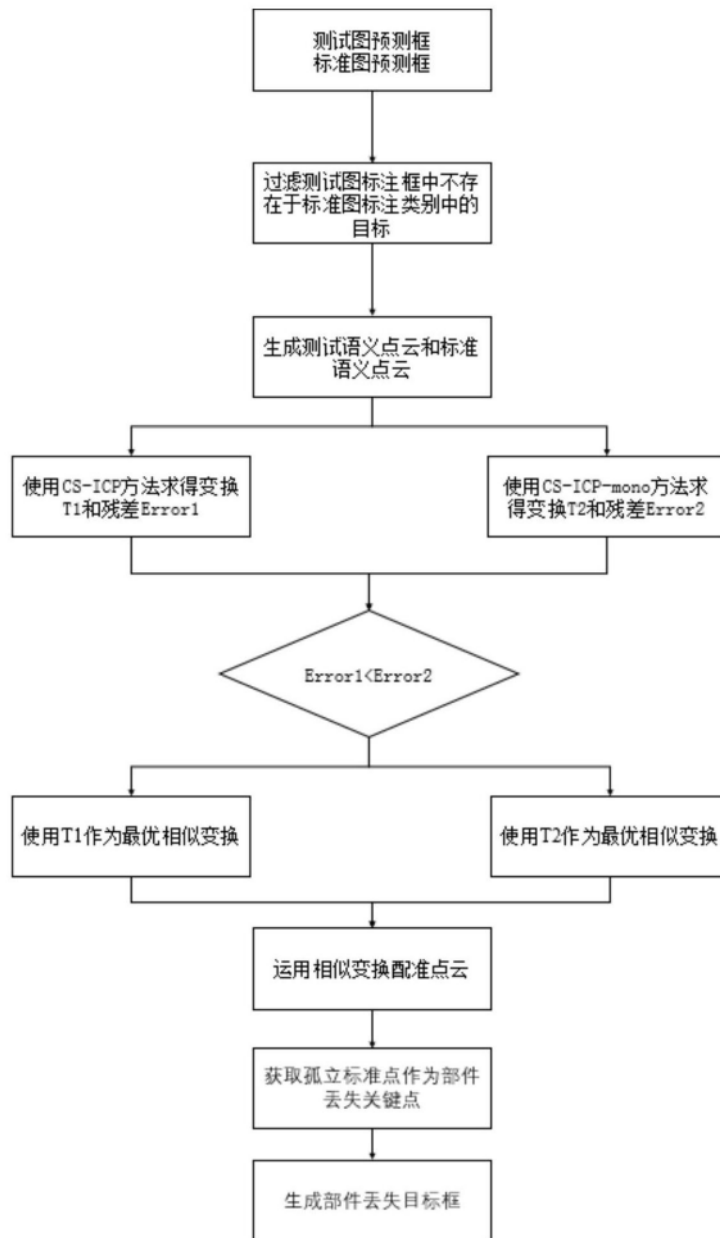 测试图预测框
标准图预测框
过滤测试图标注框中不存
在于标准图标注类别中的
目标
生成测试语义点云和标准
语义点云
使用CS-ICP方法求得变换
T1和残差Error1
使用CS-ICP-mono方法求
得变换T2和残差Error2
Error1<Error2
使用T1作为最优相似变换
使用T2作为最优相似变换
运用相似变换配准点云
获取孤立标准点作为部件
丢失关键点
生成部件丢失目标框